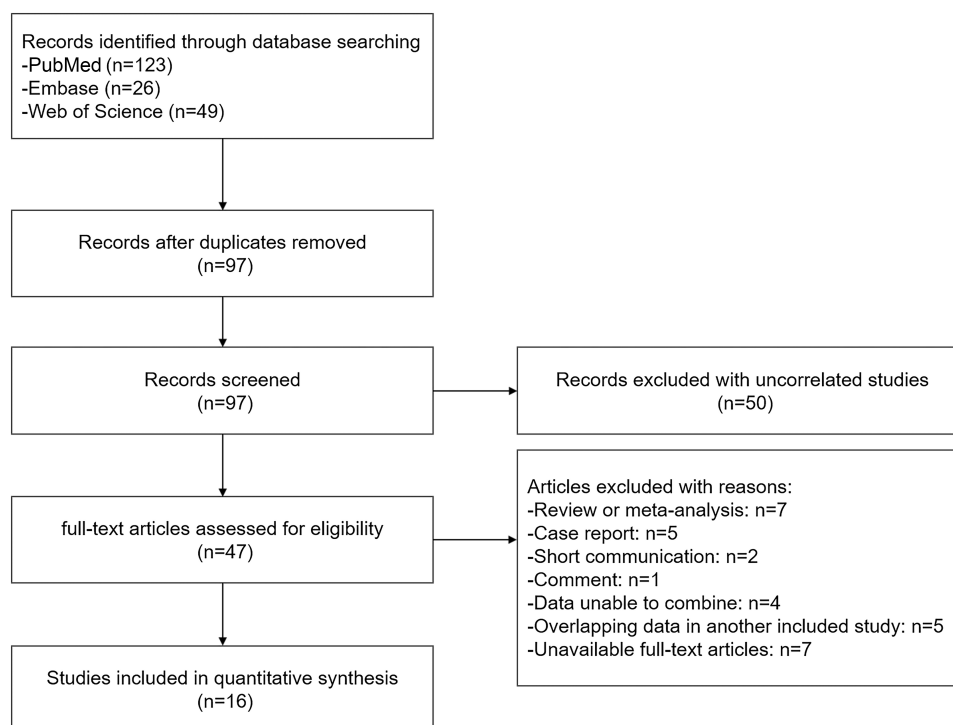 Records identified through database searching
-PubMed (n=123)
-Embase (n=26)
-Web of Science (n=49)
Records after duplicates removed
(n=97)
Records screened
(n=97)
Records excluded with uncorrelated studies
(n=50)
full-text articles assessed for eligibility
(n=47)
Articles excluded with reasons:
-Review or meta-analysis: n=7
-Case report: n=5
-Short communication: n=2
-Comment: n=1
-Data unable to combine: n=4
-Overlapping data in another included study: n=5
-Unavailable full-text articles: n=7
Studies included in quantitative synthesis
(n=16)